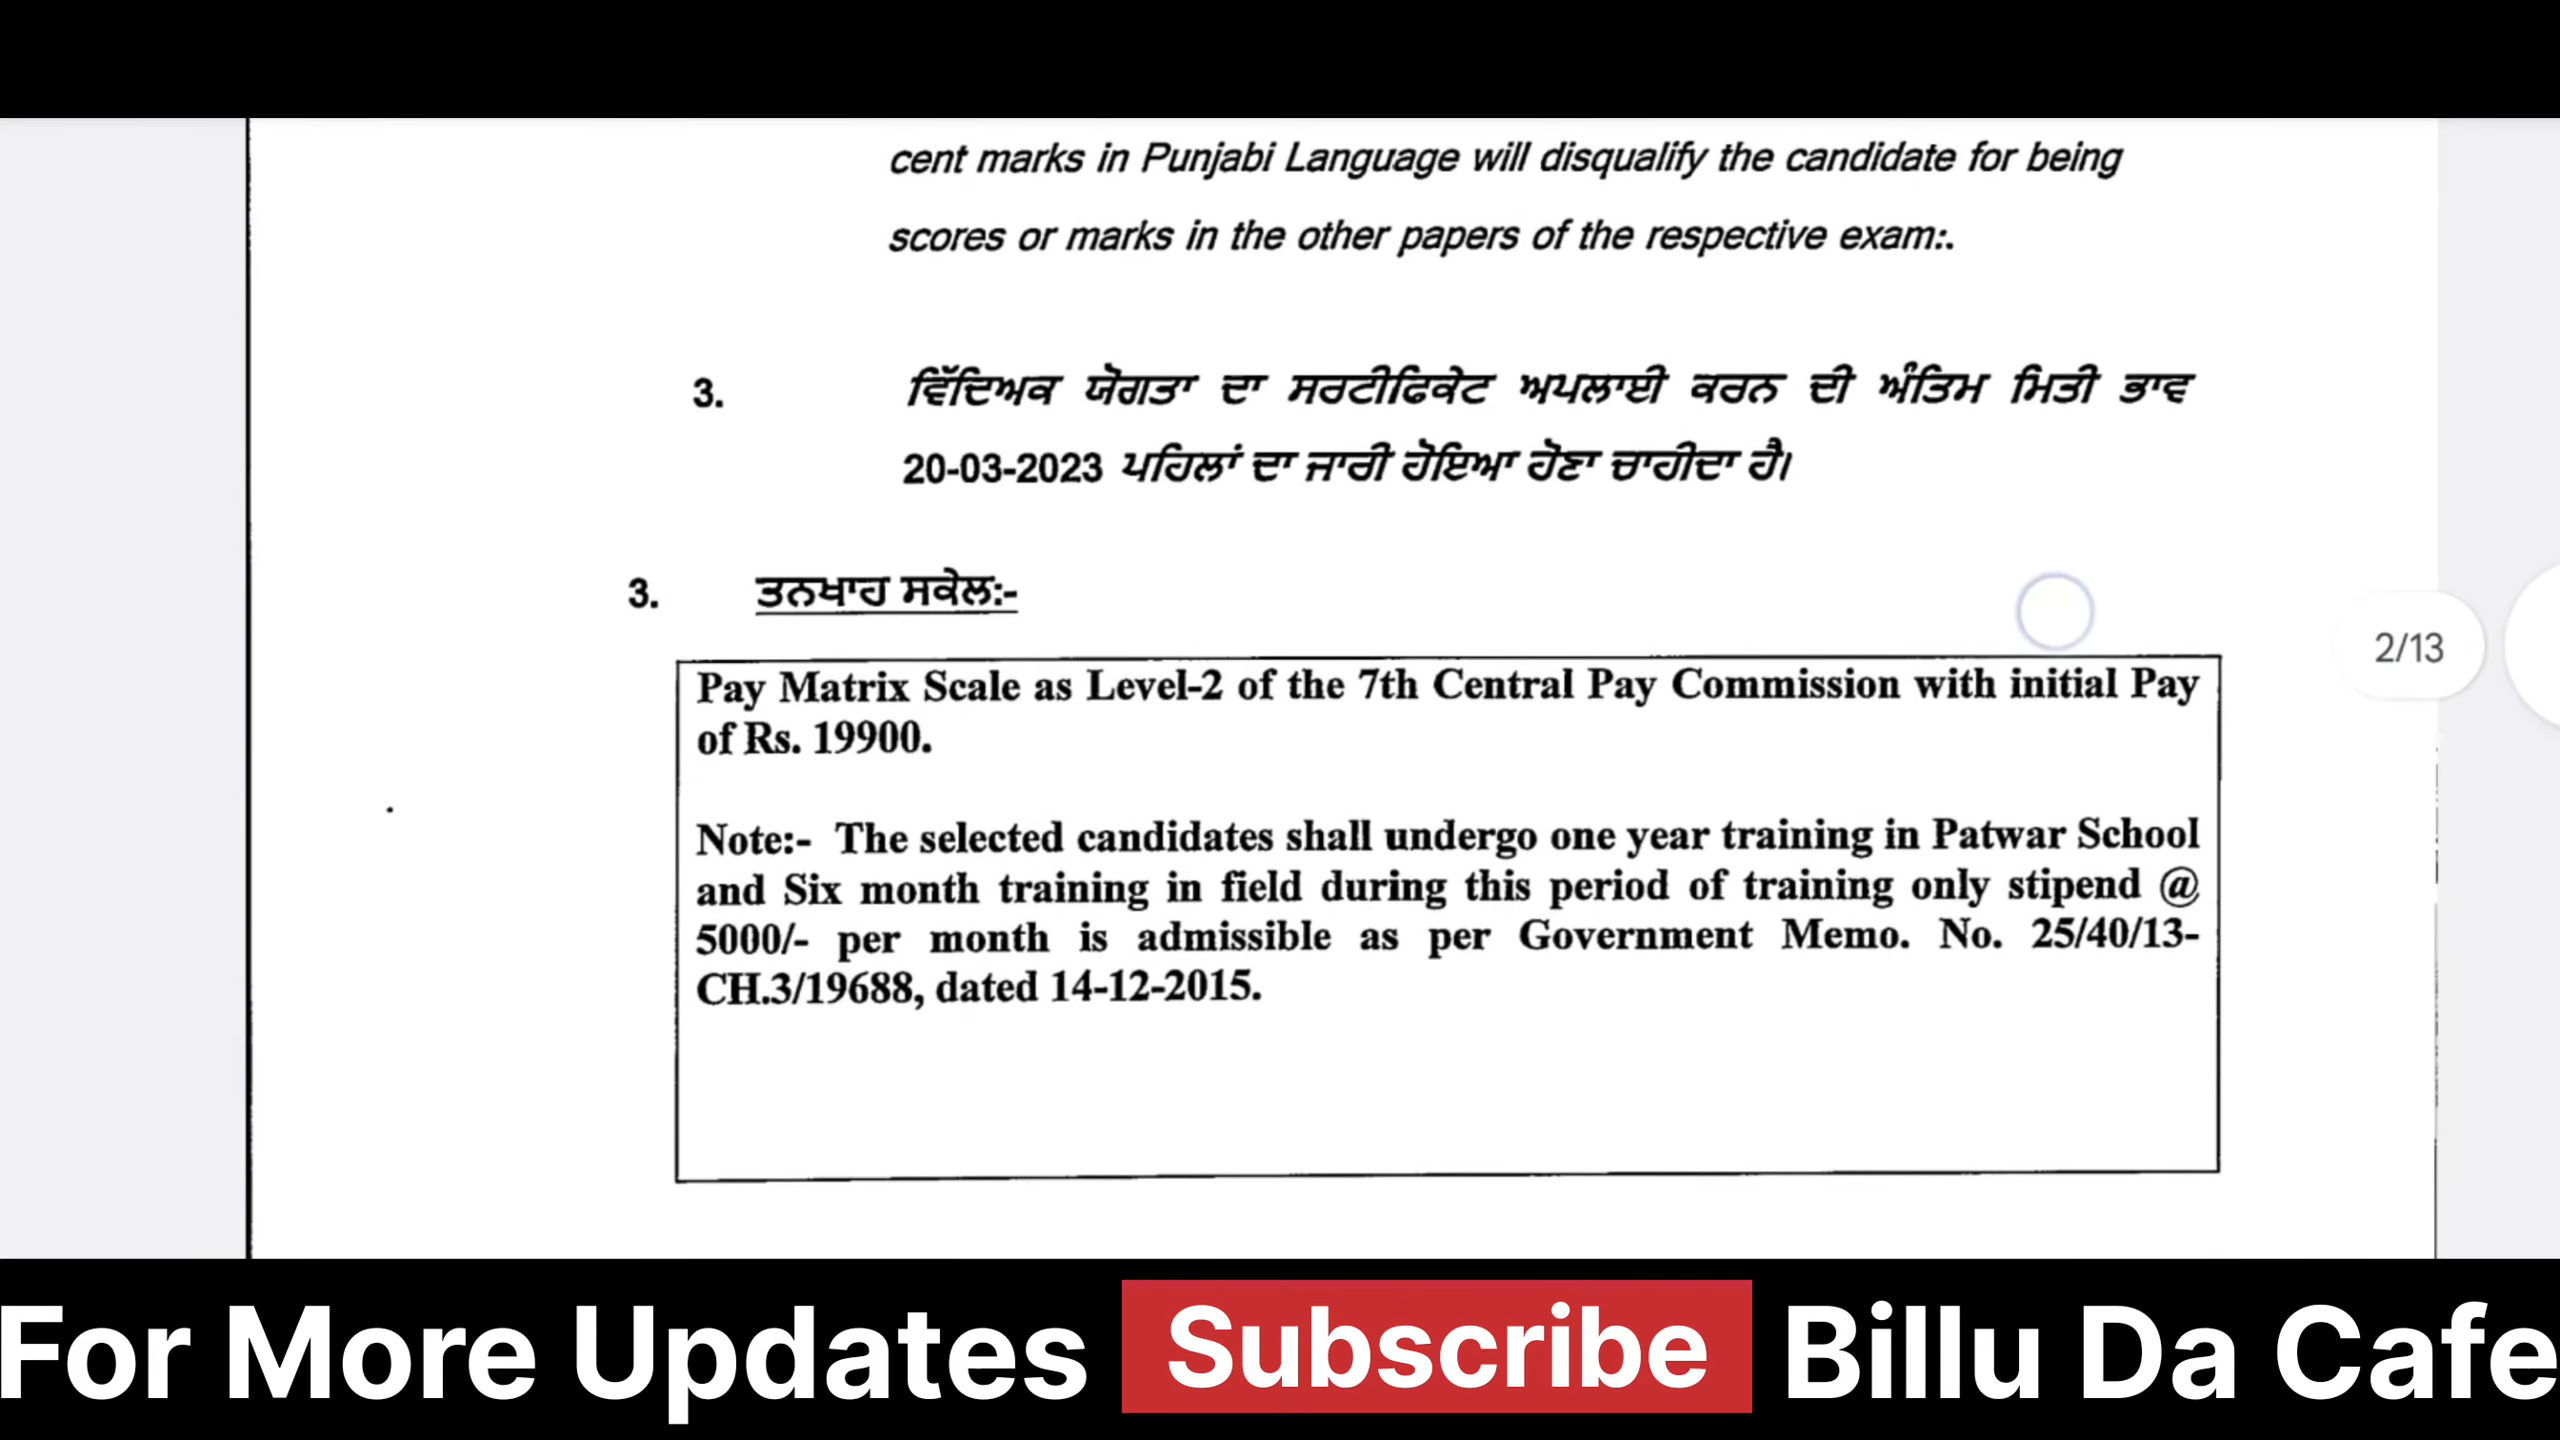 cent marks in Punjabi Language will disqualify the candidate for being
scores or marks in the other papers of the respective exam:.
3. ਵਿੱਦਿਅਕ ਯੋਗਤਾ ਦਾ ਸਰਟੀਫਿਕੇਟ ਅਪਲਾਈ ਕਰਨ ਦੀ ਅੰਤਿਮ ਮਿਤੀ ਭਾਵ
20-03-2023 ਪਹਿਲਾਂ ਦਾ ਜਾਰੀ ਹੋਇਆ ਹੋਣਾ ਚਾਹੀਦਾ ਹੈ।
3. ਤਨਖਾਹ ਸਕੇਲ:-
2/13
Pay Matrix Scale as Level-2 of the 7th Central Pay Commission with initial Pay
of Rs. 19900.
Note:- The selected candidates shall undergo one year training in Patwar School
and Six month training in field during this period of training only stipend @
5000/- per month is admissible as per Government Memo. No. 25/40/13-
CH.3/19688, dated 14-12-2015.
For More Updates Subscribe Billu Da Cafe